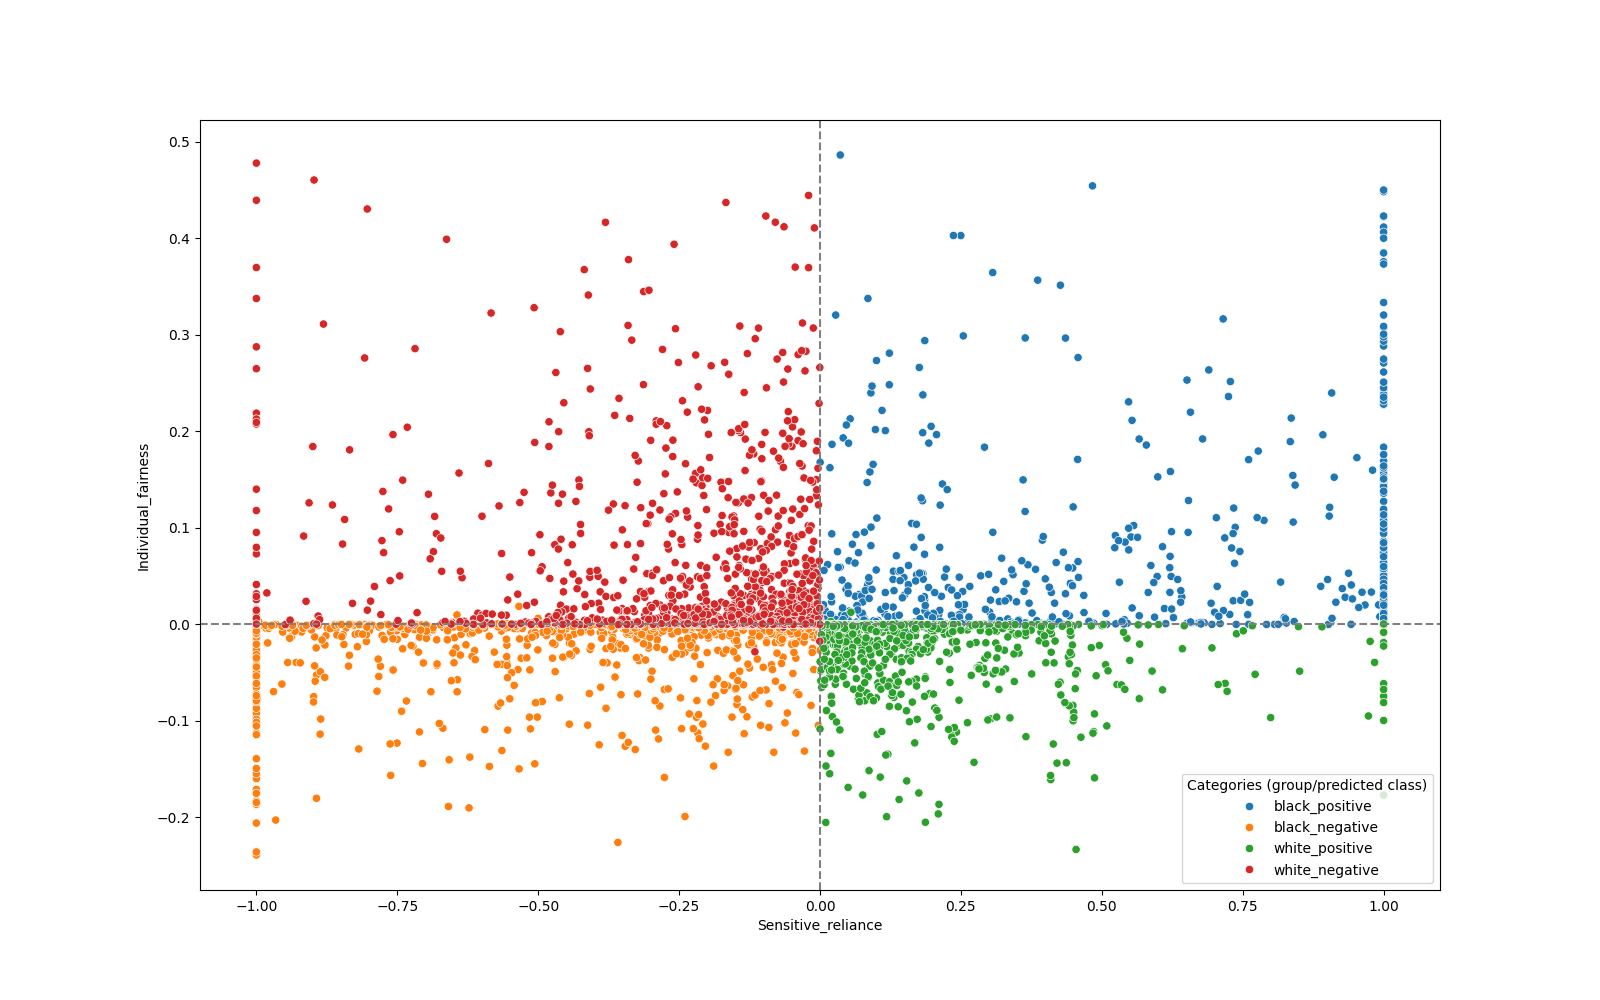 0.5
0.4
0.3
0.2
0.1
0.0
−0.1
−0.2
Individual_fairness
−1.00 −0.75 −0.50 −0.25 0.00 0.25 0.50 0.75 1.00
Sensitive_reliance
Categories (group/predicted class)
black_positive
black_negative
white_positive
white_negative